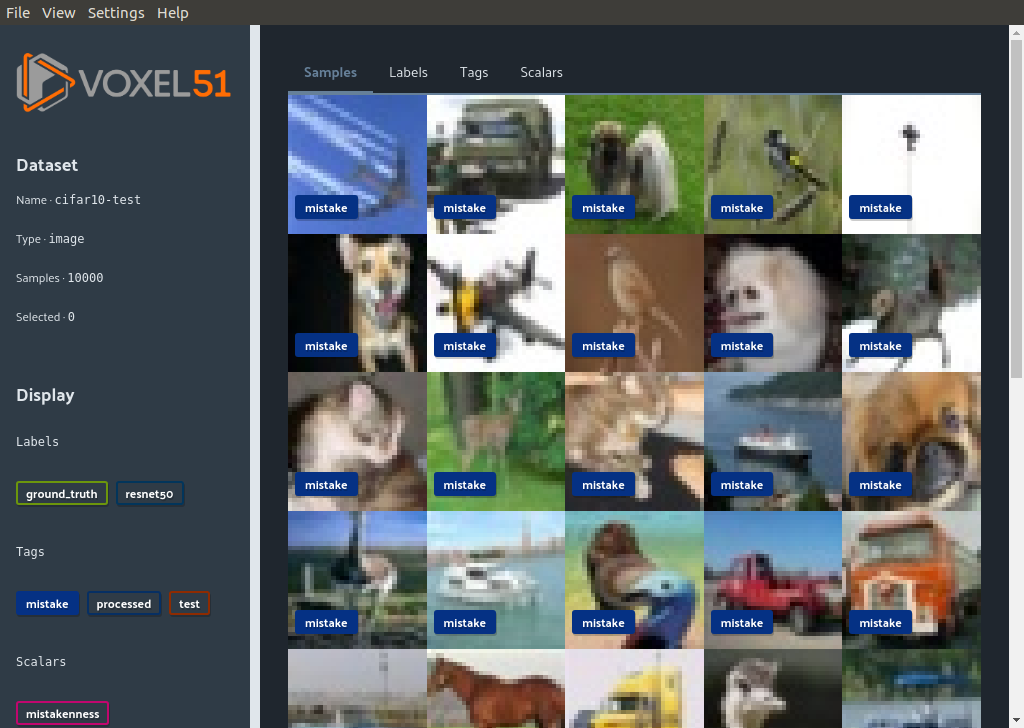 File View Settings Help
VOXEL51
Samples Labels Tags Scalars
Dataset
Name · cifar10-test
Type · image
Samples · 10000
Selected · 0
Display
Labels
ground_truth resnet50
Tags
mistake processed test
Scalars
mistakenness
mistake mistake mistake mistake mistake
mistake mistake mistake mistake mistake
mistake mistake mistake mistake mistake
mistake mistake mistake mistake mistake